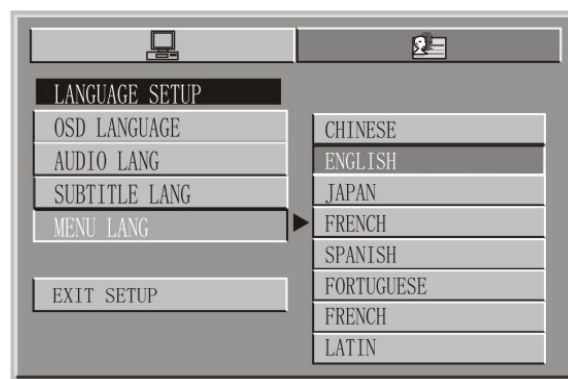 LANGUAGE SETUP
OSD LANGUAGE
AUDIO LANG
SUBTITLE LANG
MENU LANG
EXIT SETUP
CHINESE
ENGLISH
JAPAN
FRENCH
SPANISH
FORTUGUESE
FRENCH
LATIN